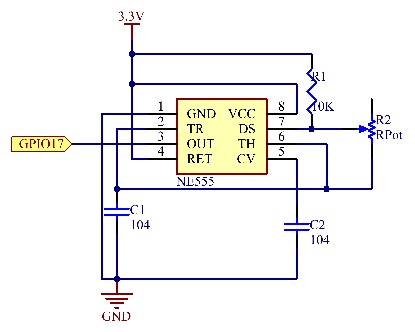 3.3V
R1
10K
1 GND VCC 8
2 TR DS 7
3 OUT TH 6
4 RET CV 5
NE555
GPIO17
R2
RPot
C1
104
C2
104
GND